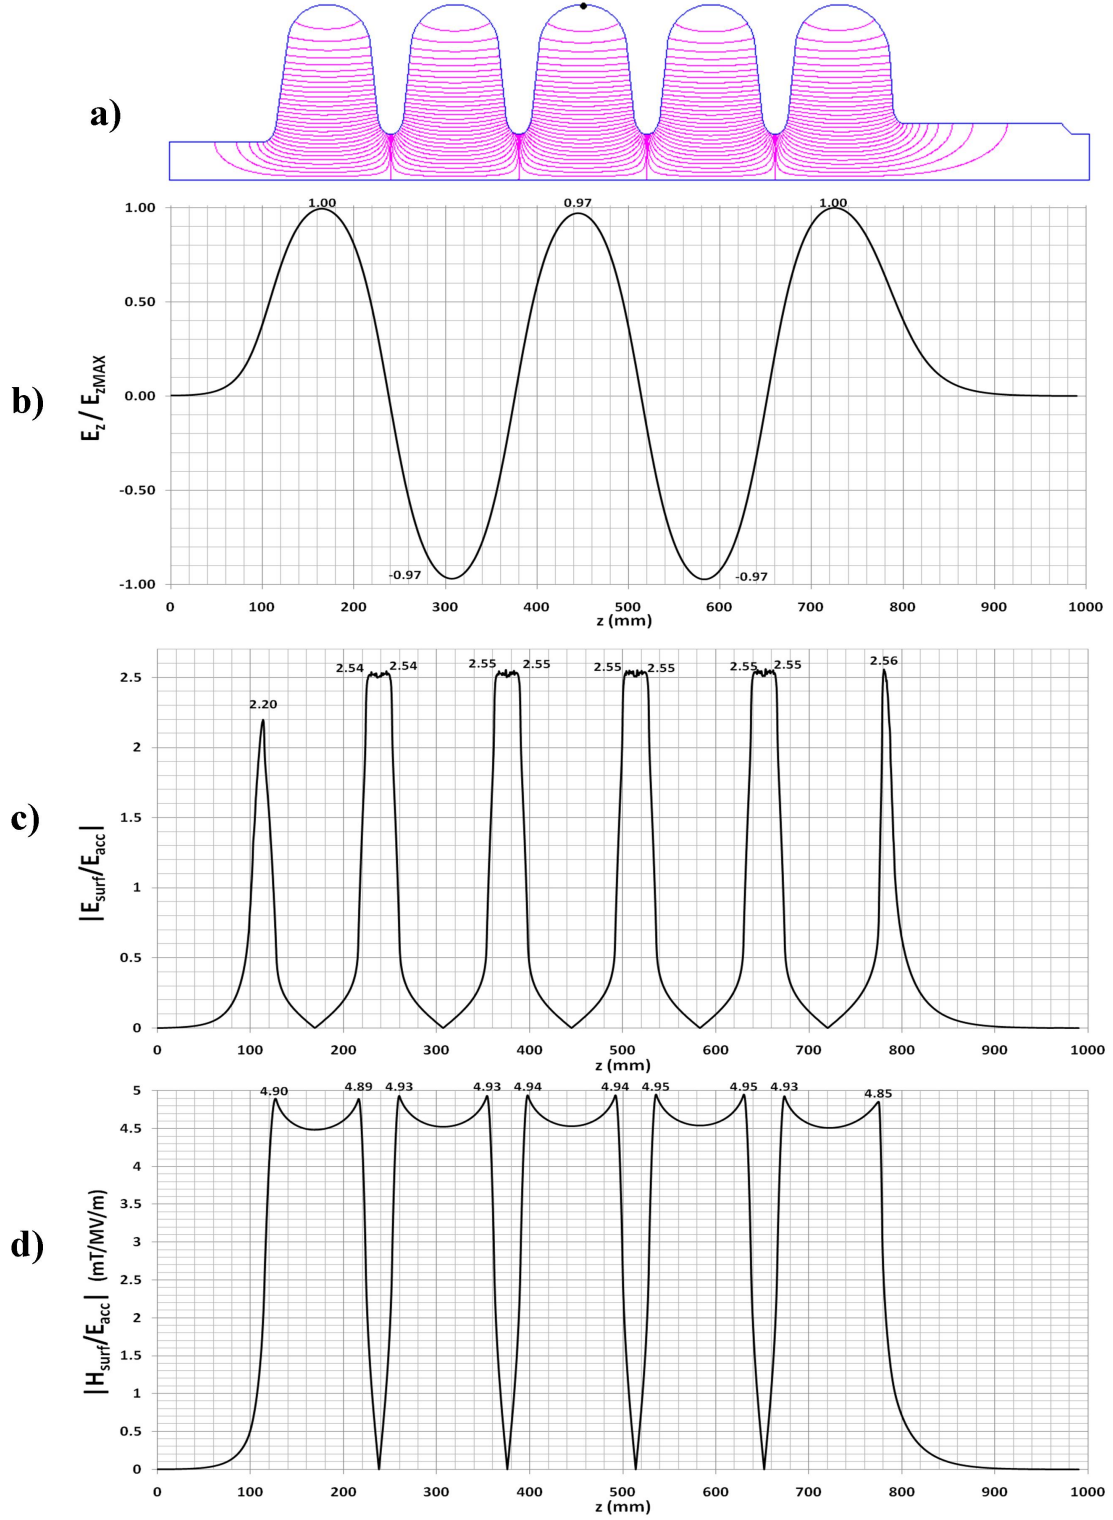 a)
1.00 0.97 1.00
1.00
0.50
b) E_z / E_zMAX 0.00
-0.50
-0.97 -0.97
-1.00
0 100 200 300 400 500 600 700 800 900 1000
z (mm)
2.54 2.54 2.55 2.55 2.55 2.55 2.55 2.55 2.56
2.5
2.20
2
1.5
c) |E_surf/E_acc|
1
0.5
0
0 100 200 300 400 500 600 700 800 900 1000
z (mm)
5 4.90 4.89 4.93 4.93 4.94 4.94 4.95 4.95 4.93 4.85
4.5
4
3.5
d) |H_surf/E_acc| (mT/MV/m)
3
2.5
2
1.5
1
0.5
0
0 100 200 300 400 500 600 700 800 900 1000
z (mm)